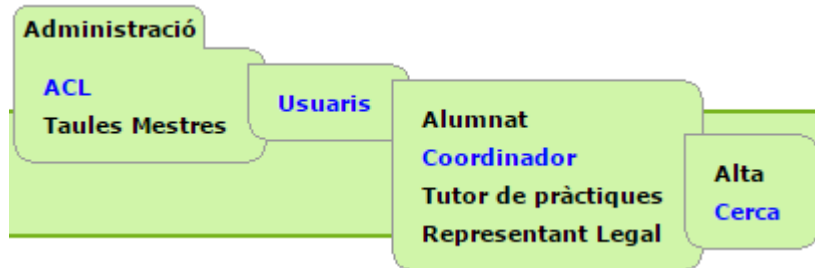 Administració
ACL
Taules Mestres
Usuaris
Alumnat
Coordinador
Tutor de pràctiques
Representant Legal
Alta
Cerca